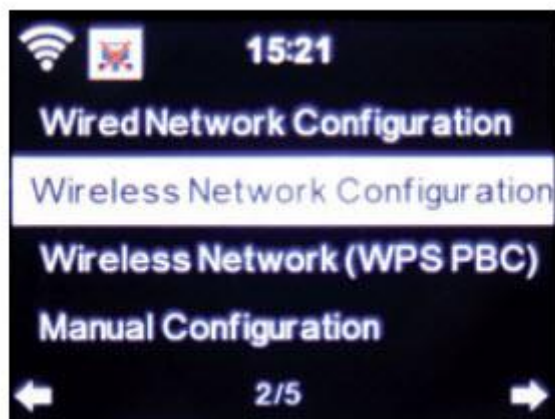 15:21
Wired Network Configuration
Wireless Network Configuration
Wireless Network (WPS PBC)
Manual Configuration
2/5